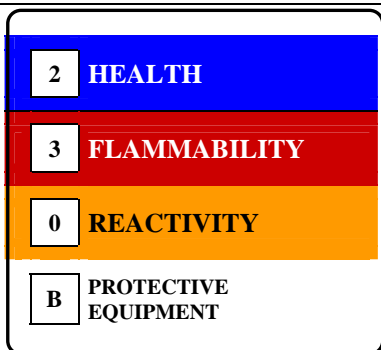 2 HEALTH
3 FLAMMABILITY
0 REACTIVITY
B PROTECTIVE
EQUIPMENT